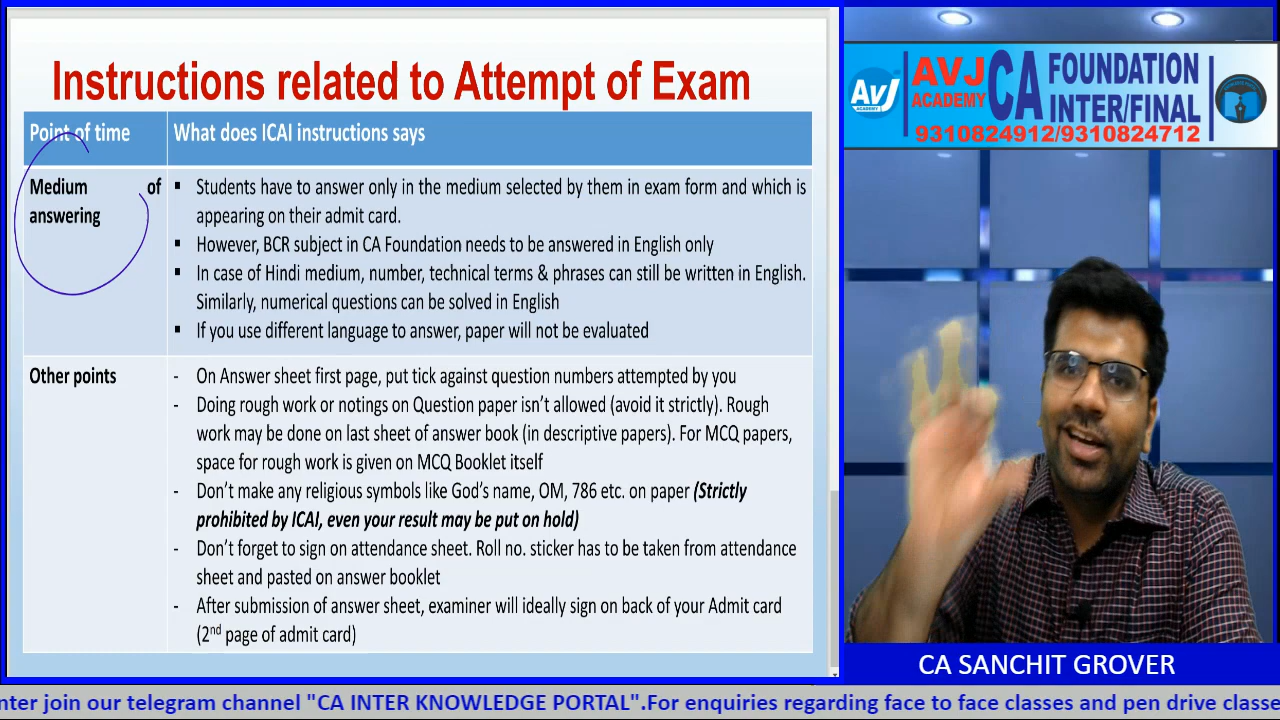 Instructions related to Attempt of Exam
Point of time
What does ICAI instructions says
Medium of
answering
▪ Students have to answer only in the medium selected by them in exam form and which is
appearing on their admit card.
▪ However, BCR subject in CA Foundation needs to be answered in English only
▪ In case of Hindi medium, number, technical terms & phrases can still be written in English.
Similarly, numerical questions can be solved in English
▪ If you use different language to answer, paper will not be evaluated
Other points
- On Answer sheet first page, put tick against question numbers attempted by you
- Doing rough work or notings on Question paper isn't allowed (avoid it strictly). Rough
work may be done on last sheet of answer book (in descriptive papers). For MCQ papers,
space for rough work is given on MCQ Booklet itself
- Don't make any religious symbols like God's name, OM, 786 etc. on paper (Strictly
prohibited by ICAI, even your result may be put on hold)
- Don't forget to sign on attendance sheet. Roll no. sticker has to be taken from attendance
sheet and pasted on answer booklet
- After submission of answer sheet, examiner will ideally sign on back of your Admit card
(2nd page of admit card)
AVJ
ACADEMY
AVJ
ACADEMY
CA
FOUNDATION
INTER/FINAL
9310824912/9310824712
CA SANCHIT GROVER
nter join our telegram channel "CA INTER KNOWLEDGE PORTAL".For enquiries regarding face to face classes and pen drive classe